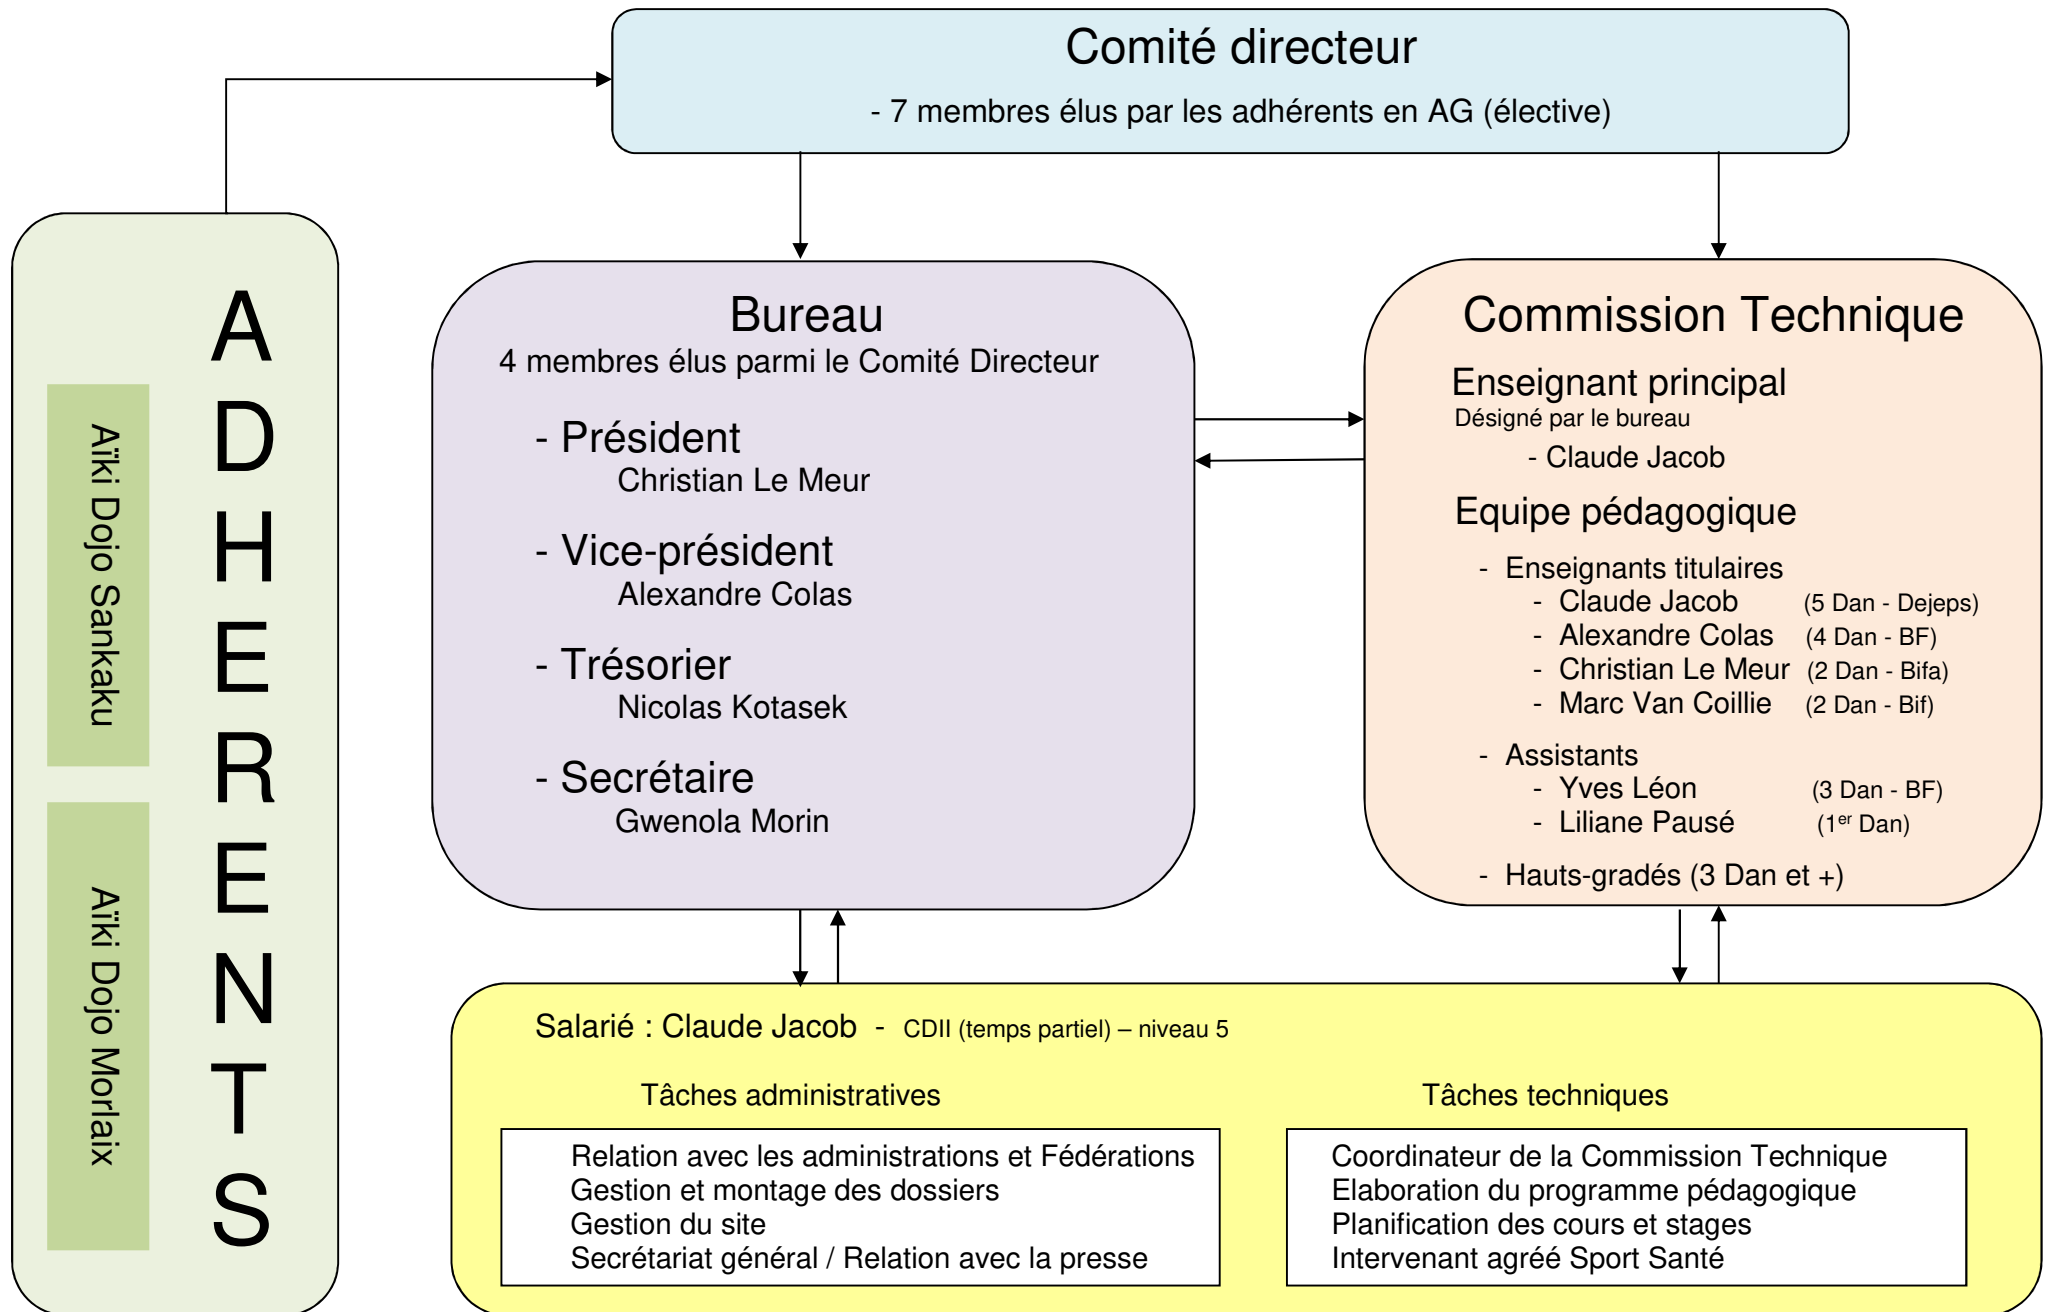 Comité directeur
- 7 membres élus par les adhérents en AG (élective)
ADHERENTS
Aïki Dojo Sankaku
Aïki Dojo Morlaix
Bureau
4 membres élus parmi le Comité Directeur
- Président
Christian Le Meur
- Vice-président
Alexandre Colas
- Trésorier
Nicolas Kotasek
- Secrétaire
Gwenola Morin
Commission Technique
Enseignant principal
Désigné par le bureau
- Claude Jacob
Equipe pédagogique
- Enseignants titulaires
- Claude Jacob (5 Dan - Dejeps)
- Alexandre Colas (4 Dan - BF)
- Christian Le Meur (2 Dan - Bifa)
- Marc Van Coillie (2 Dan - Bif)
- Assistants
- Yves Léon (3 Dan - BF)
- Liliane Pausé (1er Dan)
- Hauts-gradés (3 Dan et +)
Salarié : Claude Jacob - CDII (temps partiel) – niveau 5
Tâches administratives
Relation avec les administrations et Fédérations
Gestion et montage des dossiers
Gestion du site
Secrétariat général / Relation avec la presse
Tâches techniques
Coordinateur de la Commission Technique
Elaboration du programme pédagogique
Planification des cours et stages
Intervenant agréé Sport Santé